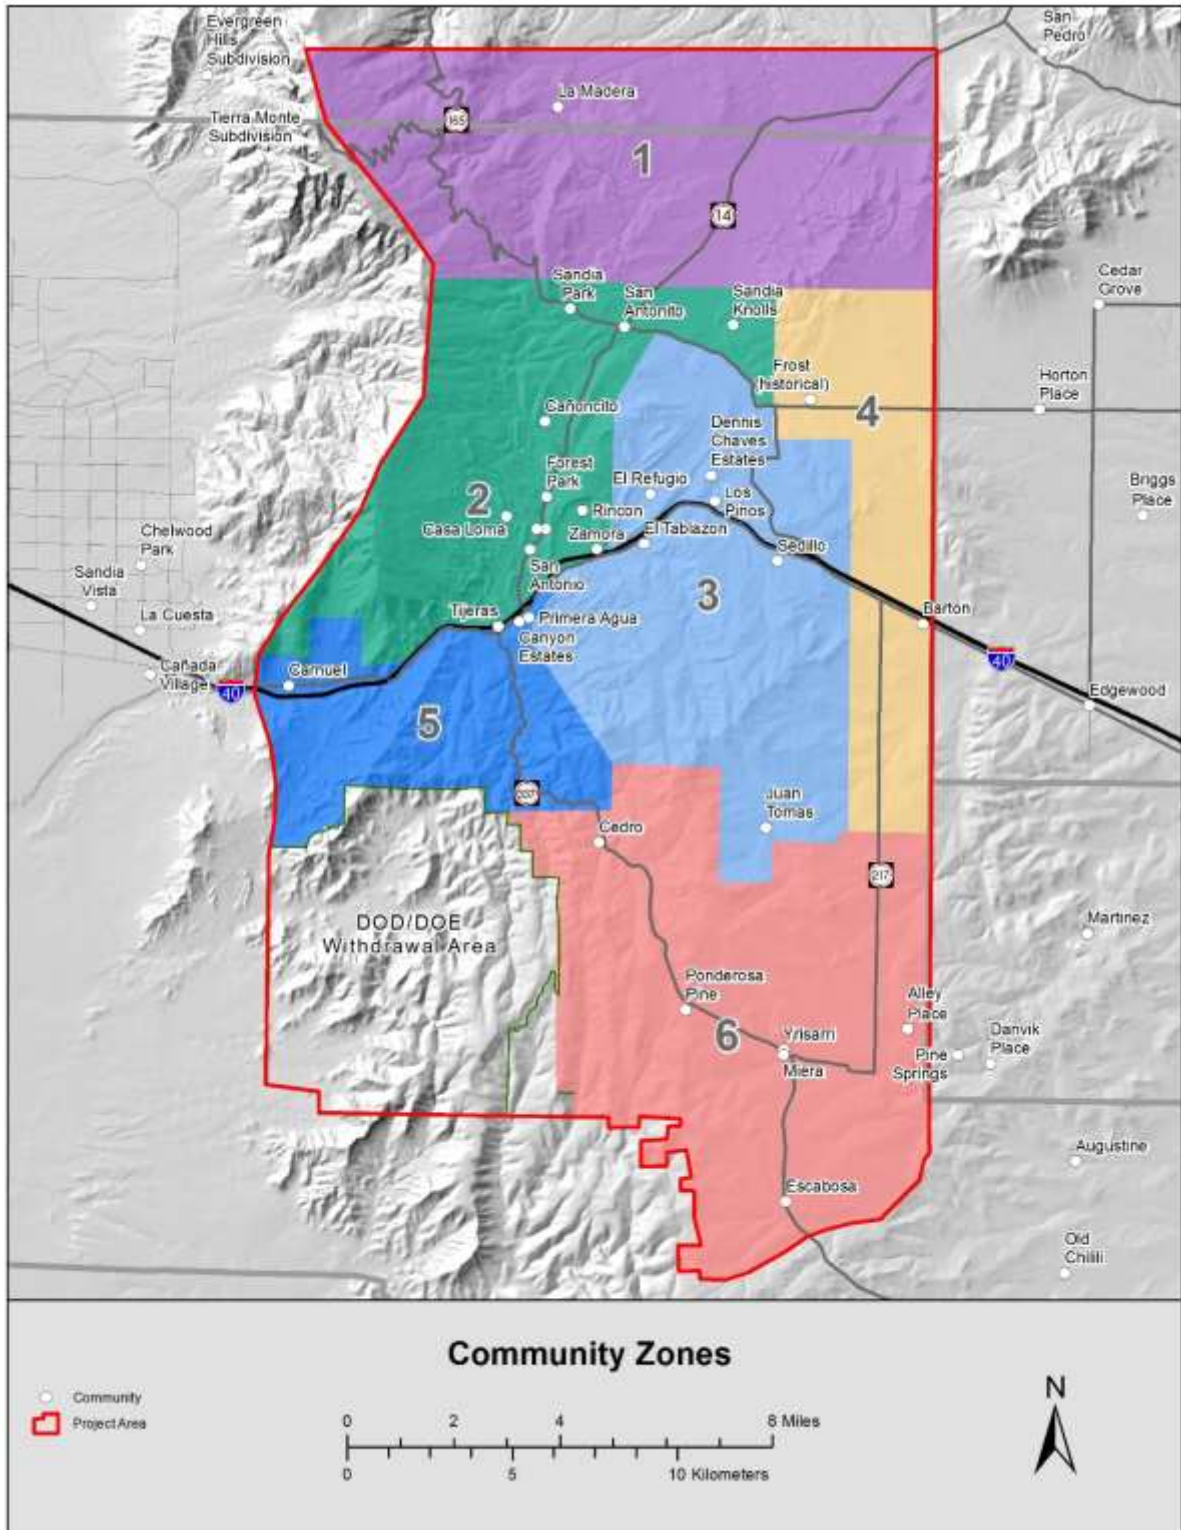 Evergreen
Hills
Subdivision
San
Pedro
La Madera
Tierra Monte
Subdivision
165
1
14
Sandia
Park
San
Antonito
Sandia
Knolls
Cedar
Grove
Frost
(historical)
Horton
Place
4
Cañoncito
Dennis
Chaves
Estates
Forest
Park
El Refugio
Los
Pinos
Briggs
Place
2
Rincon
Casa Loma
Zamora
El Tablazon
Chelwood
Park
Sedillo
San
Antonio
Sandia
Vista
3
La Cuesta
Tijeras
Primera Agua
Barton
Canyon
Estates
40
Cañada
Village
Carnuel
40
Edgewood
5
Juan
Tomas
Cedro
217
DOD/DOE
Withdrawal Area
Martinez
Ponderosa
Pine
Alley
Place
6
Yrisarri
Danvik
Place
Miera
Pine
Springs
Augustine
Escabosa
Old
Chilili
Community Zones
Community
Project Area
0 2 4 8 Miles
0 5 10 Kilometers
N